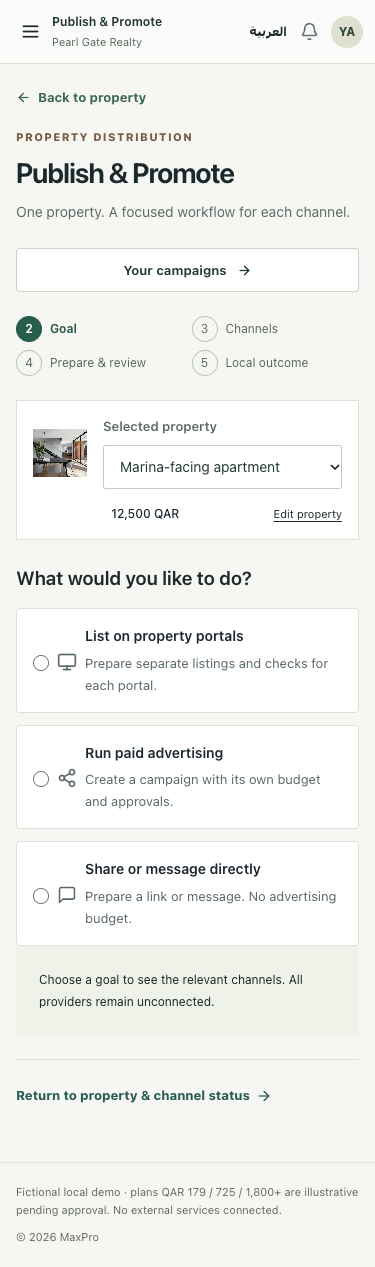 Publish & Promote
Pearl Gate Realty
العربية
YA
Back to property
PROPERTY DISTRIBUTION
Publish & Promote
One property. A focused workflow for each channel.
Your campaigns
2 Goal
3 Channels
4 Prepare & review
5 Local outcome
Selected property
Marina-facing apartment
12,500 QAR
Edit property
What would you like to do?
List on property portals
Prepare separate listings and checks for
each portal.
Run paid advertising
Create a campaign with its own budget
and approvals.
Share or message directly
Prepare a link or message. No advertising
budget.
Choose a goal to see the relevant channels. All
providers remain unconnected.
Return to property & channel status
Fictional local demo · plans QAR 179 / 725 / 1,800+ are illustrative
pending approval. No external services connected.
© 2026 MaxPro